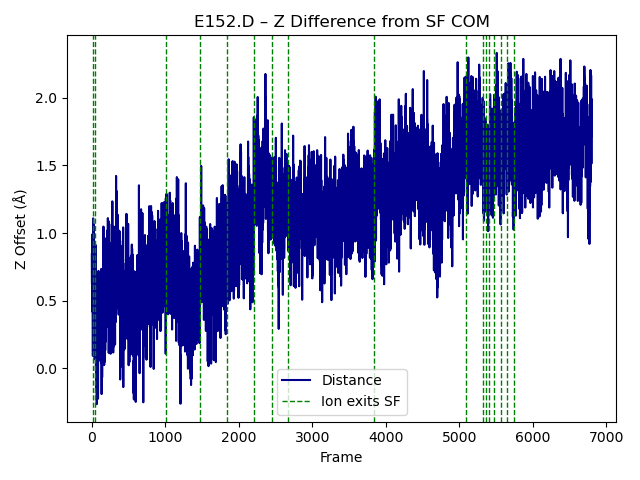 E152.D – Z Difference from SF COM
Z Offset (Å)
2.0
1.5
1.0
0.5
0.0
Distance
Ion exits SF
0 1000 2000 3000 4000 5000 6000 7000
Frame